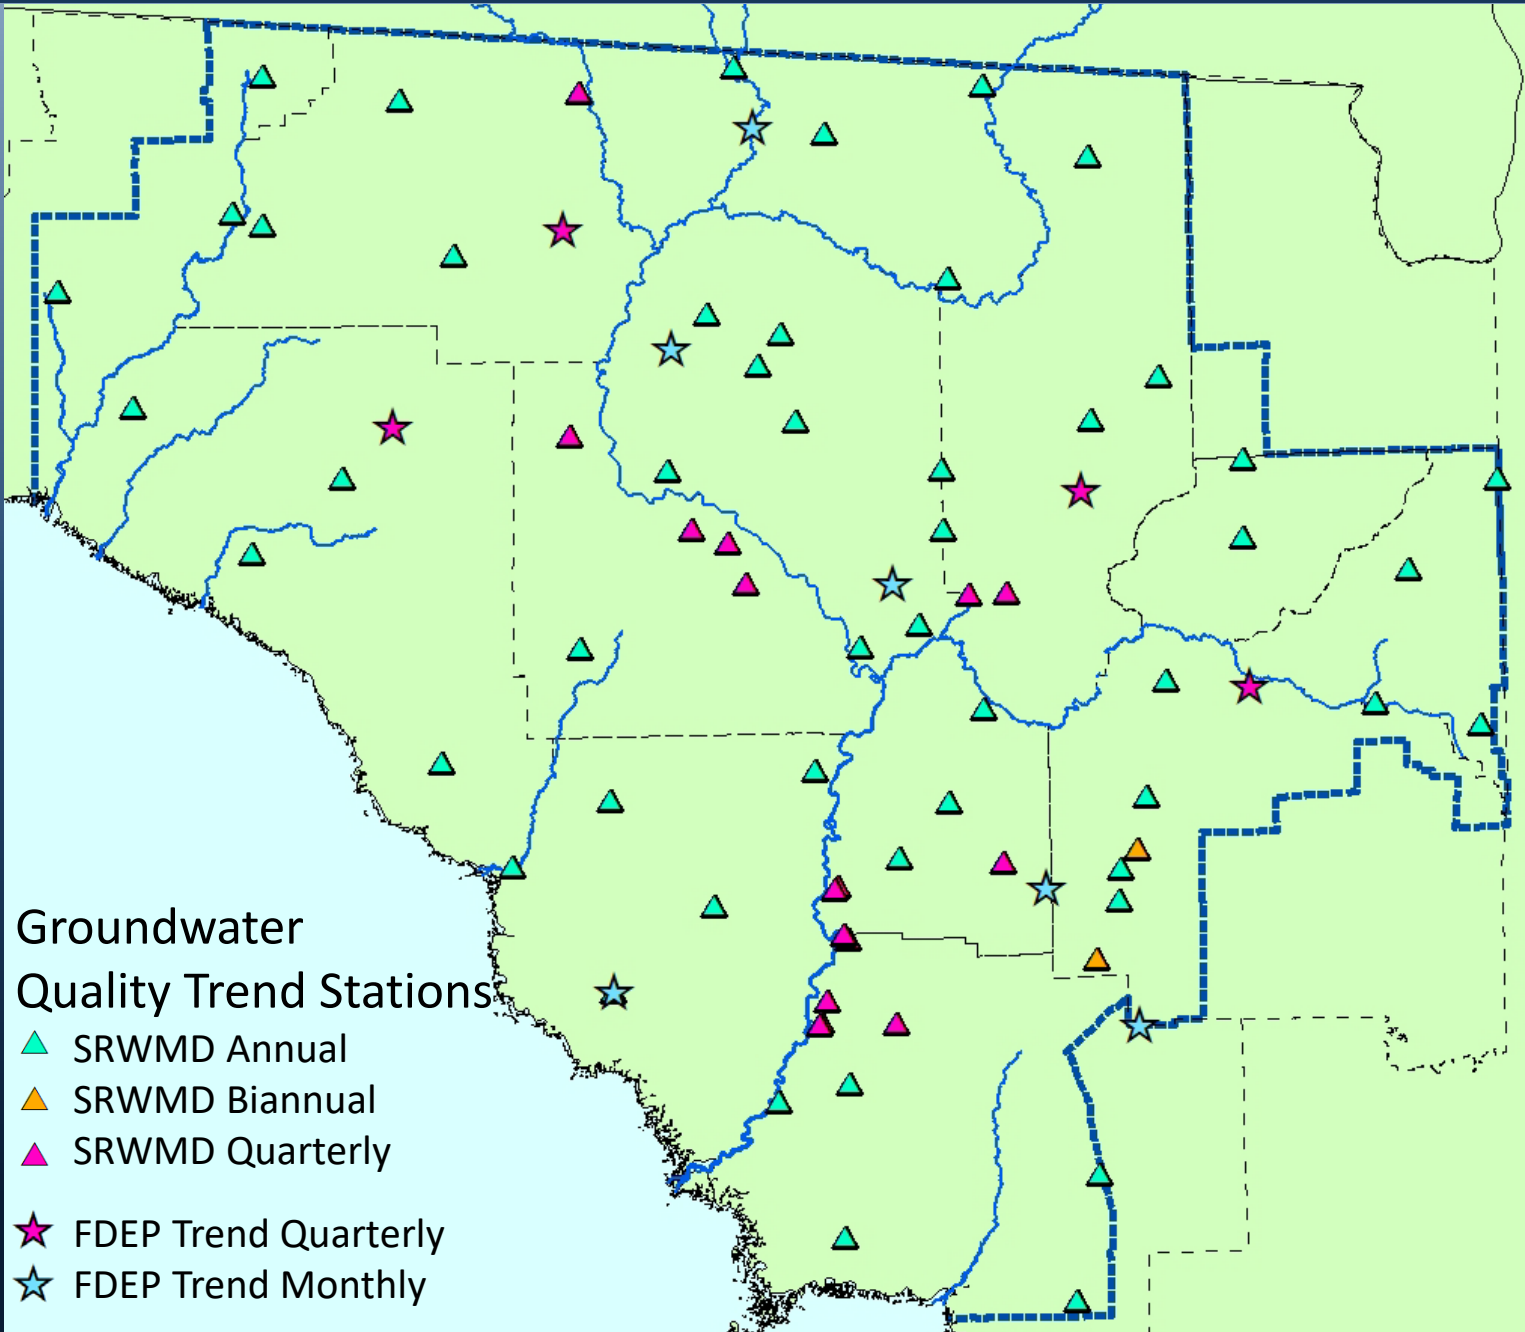 Groundwater
Quality Trend Stations
SRWMD Annual
SRWMD Biannual
SRWMD Quarterly
FDEP Trend Quarterly
FDEP Trend Monthly